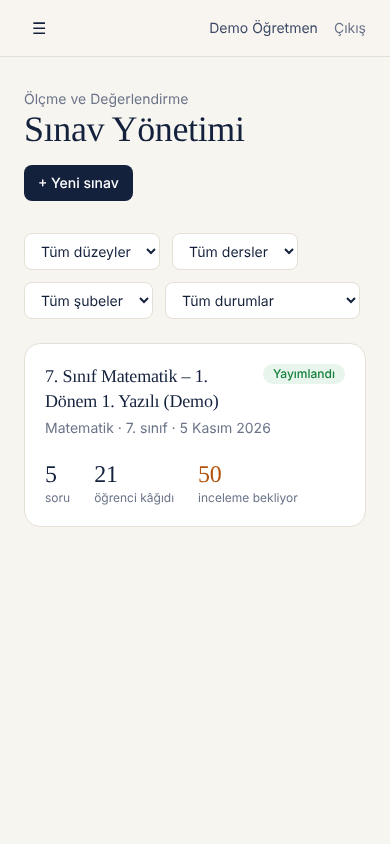 ☰ Demo Öğretmen Çıkış
Ölçme ve Değerlendirme
Sınav Yönetimi
+ Yeni sınav
Tüm düzeyler Tüm dersler
Tüm şubeler Tüm durumlar
7. Sınıf Matematik – 1. Yayımlandı
Dönem 1. Yazılı (Demo)
Matematik · 7. sınıf · 5 Kasım 2026
5 21 50
soru öğrenci kâğıdı inceleme bekliyor